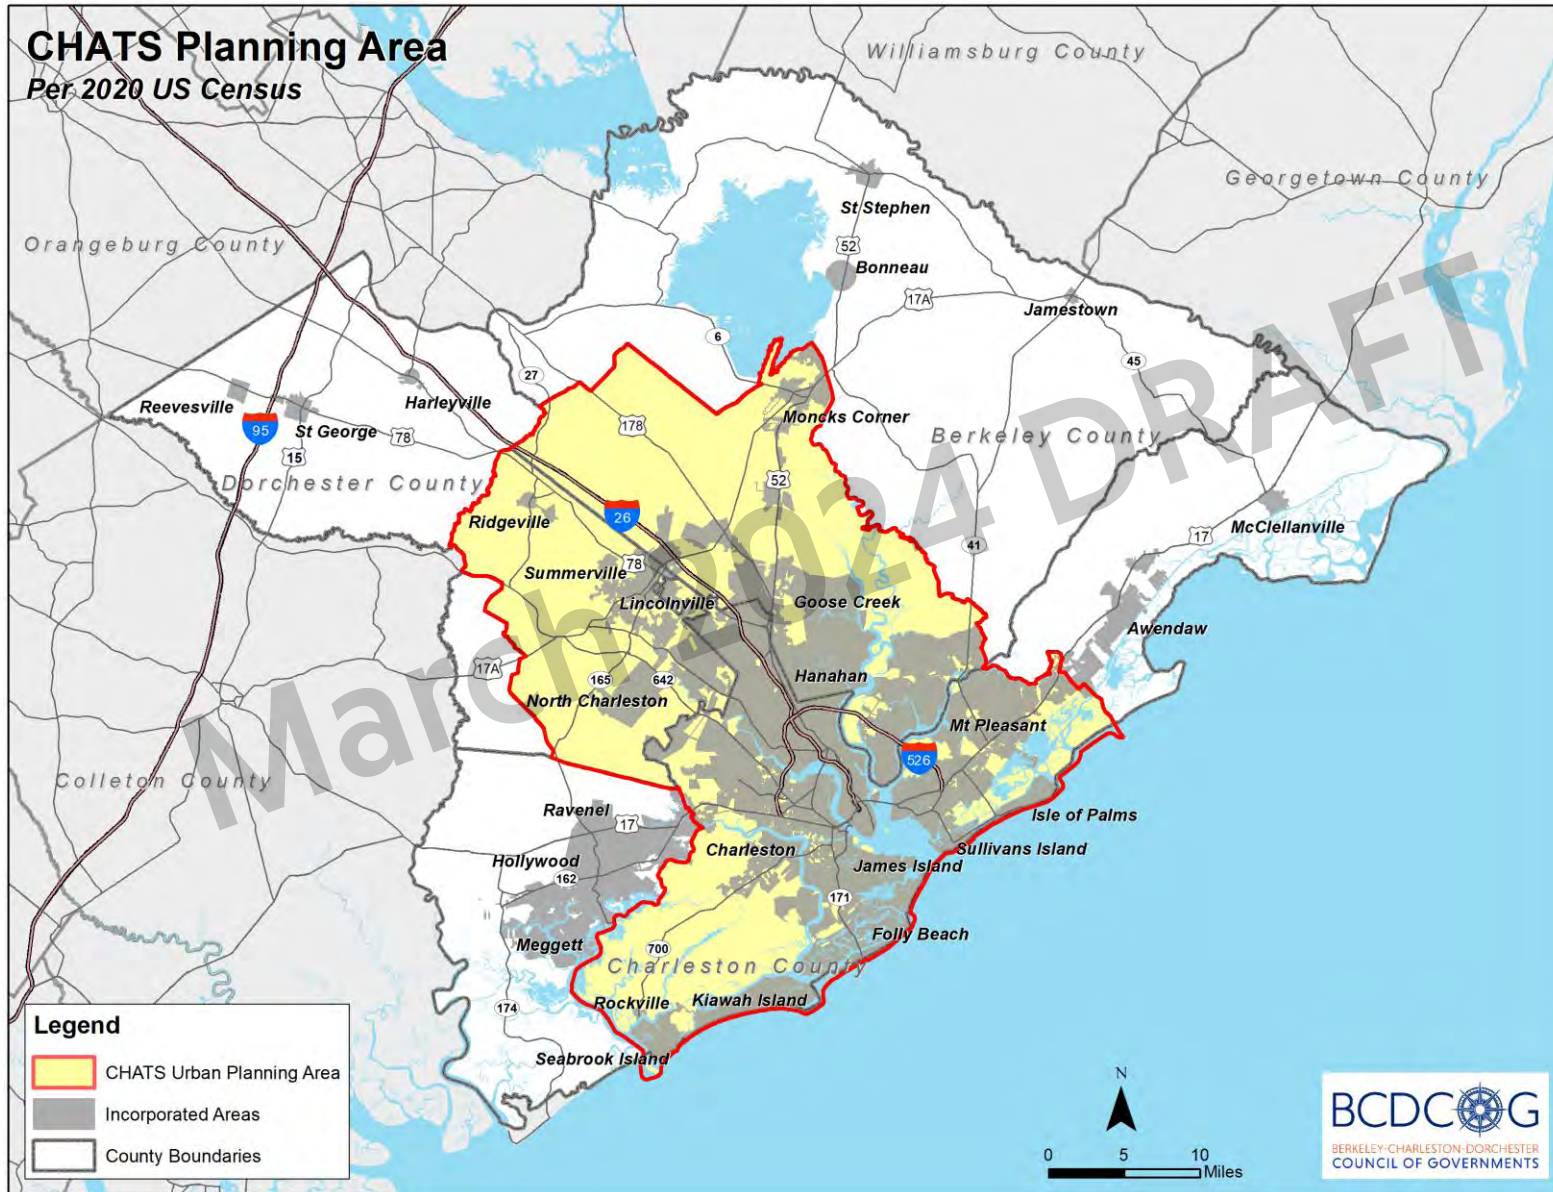 CHATS Planning Area
Per 2020 US Census
Williamsburg County
Georgetown County
Orangeburg County
St Stephen
52
Bonneau
17A
Jamestown
6
45
27
Reevesville
Harleyville
95
St George
78
15
178
Moncks Corner
Berkeley County
Dorchester County
52
Ridgeville
26
McClellanville
17
41
Summerville
78
Lincolnville
Goose Creek
Awendaw
17A
165
642
Hanahan
North Charleston
Mt Pleasant
526
Colleton County
Ravenel
17
Isle of Palms
Hollywood
Charleston
Sullivans Island
James Island
162
171
Meggett
700
Folly Beach
Charleston County
Rockville
Kiawah Island
174
Seabrook Island
March 2024 DRAFT
Legend
CHATS Urban Planning Area
Incorporated Areas
County Boundaries
N
0 5 10
Miles
BCDCOG
BERKELEY-CHARLESTON-DORCHESTER
COUNCIL OF GOVERNMENTS